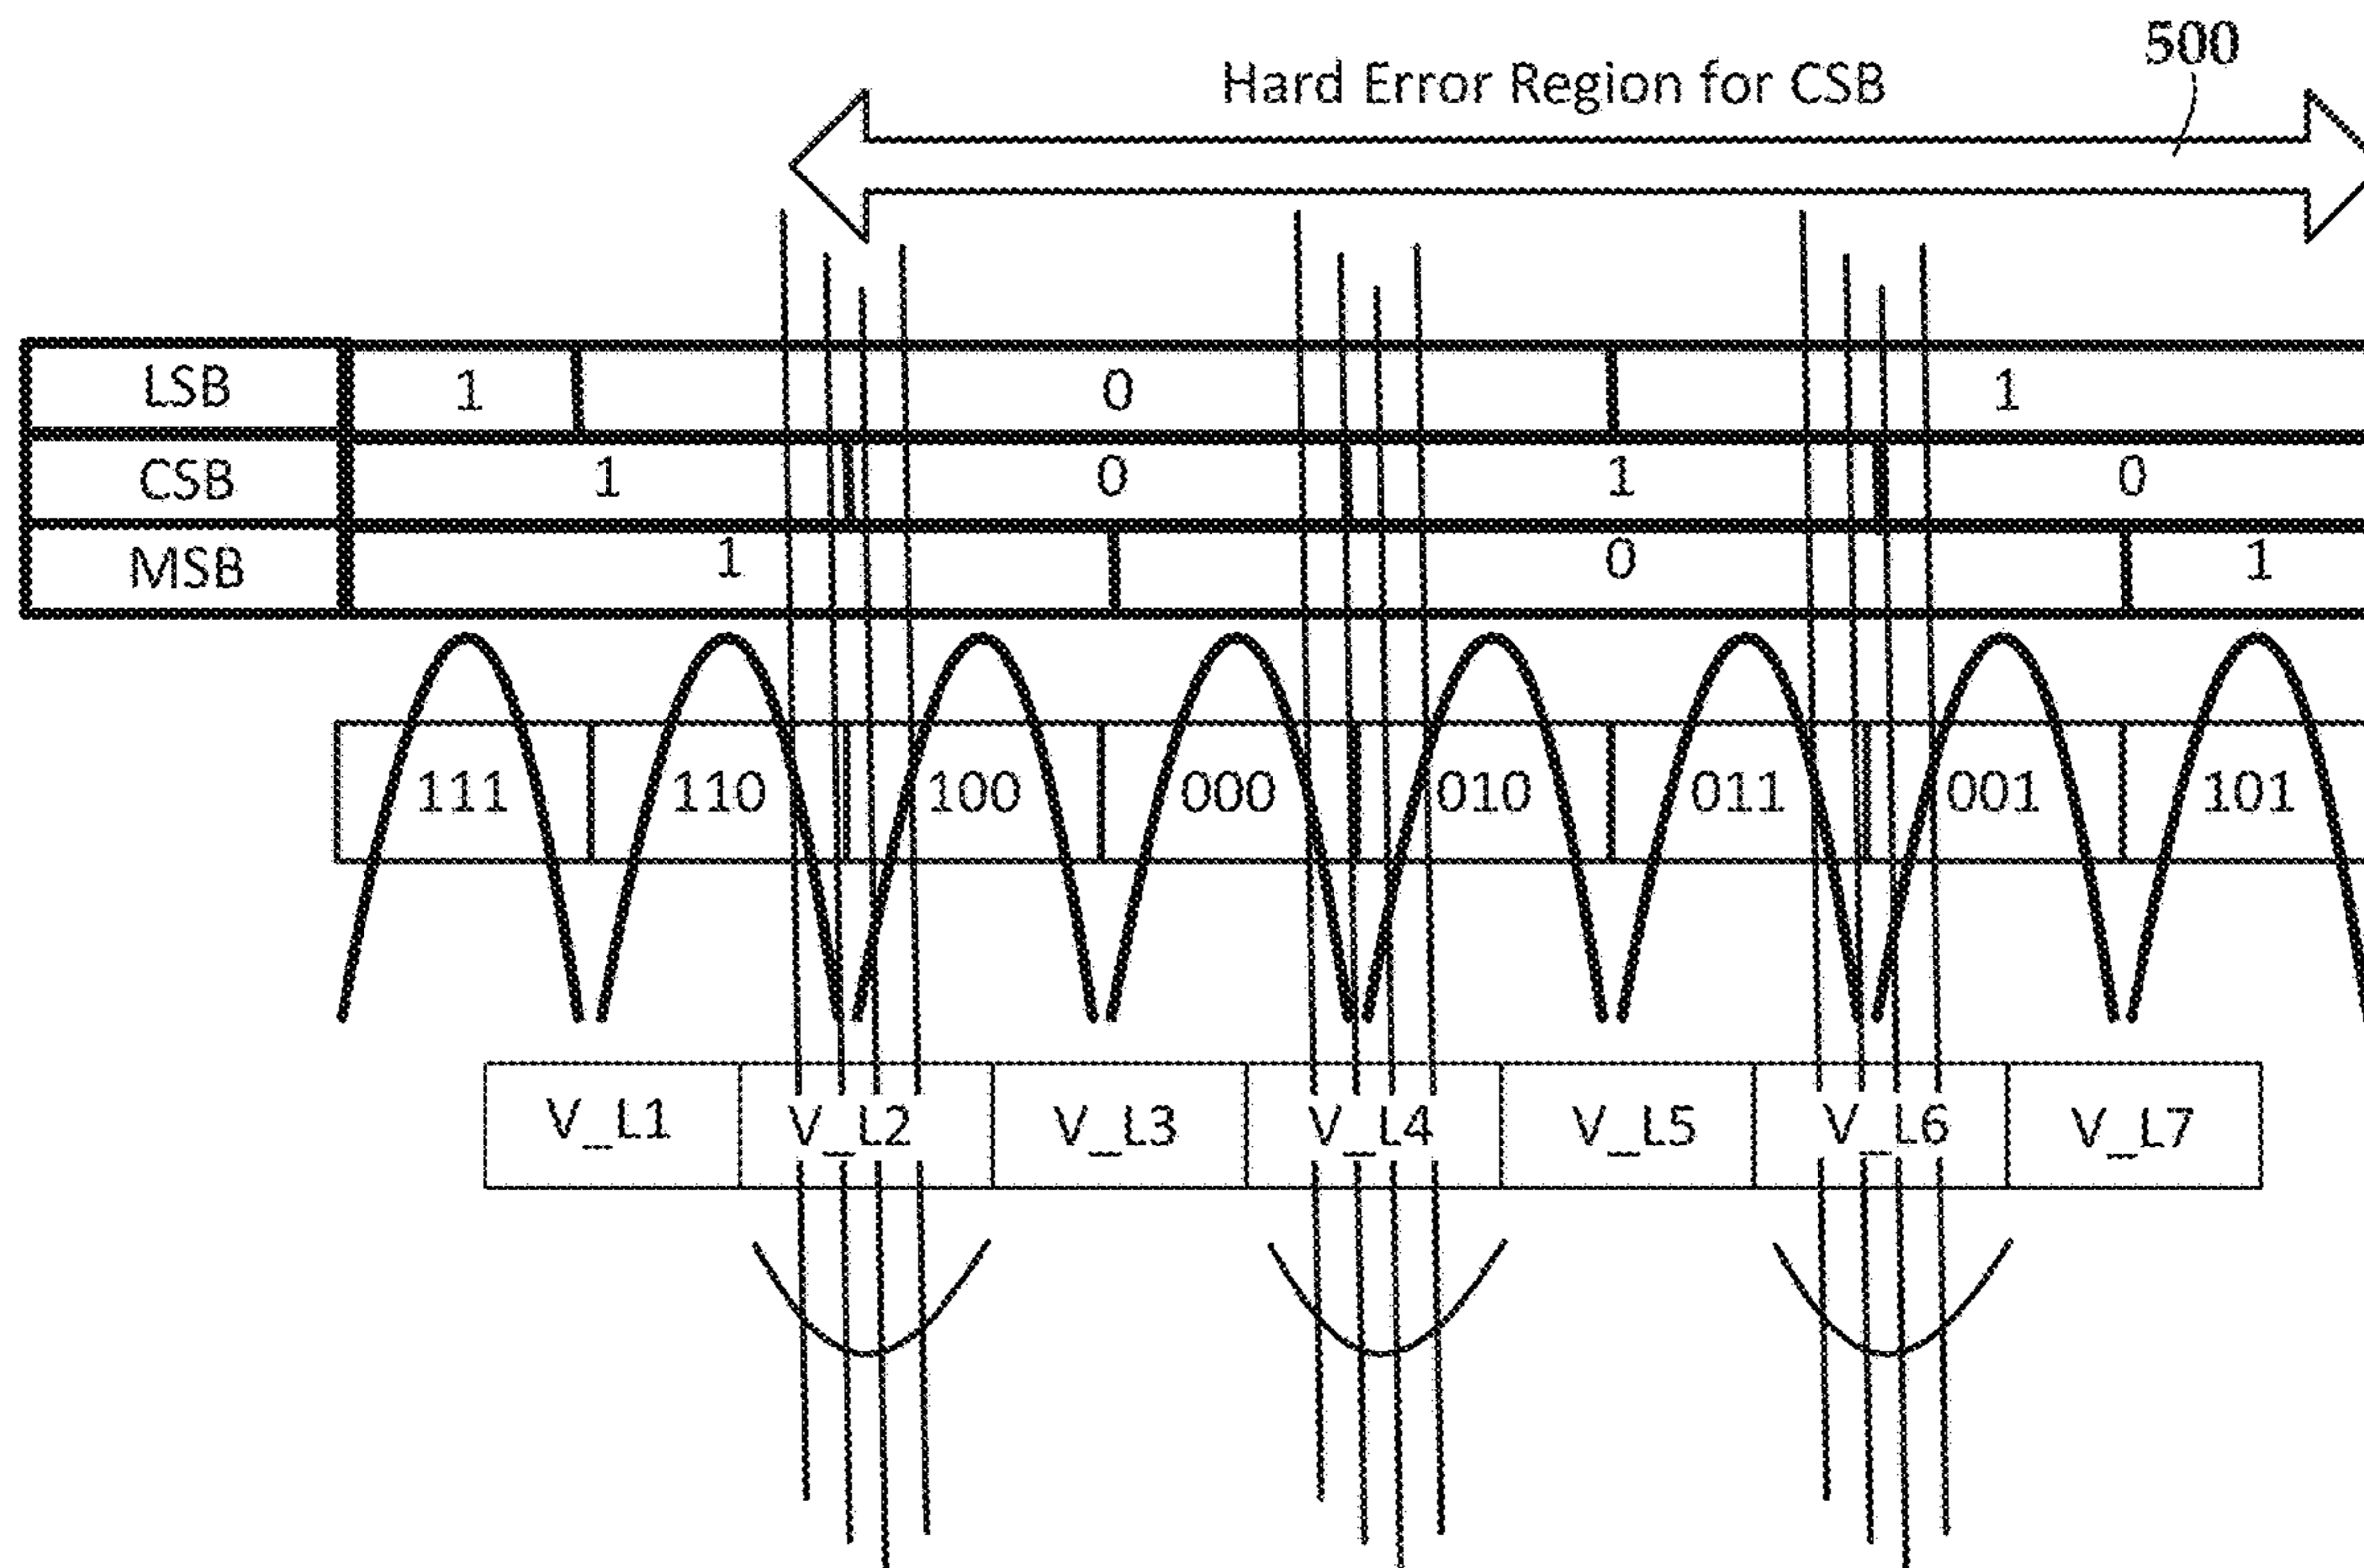 500
Hard Error Region for CSB
LSB 1 0 1
CSB 1 0 1 0
MSB 1 0 1
111 110 100 000 010 011 001 101
V_L1 V_L2 V_L3 V_L4 V_L5 V_L6 V_L7